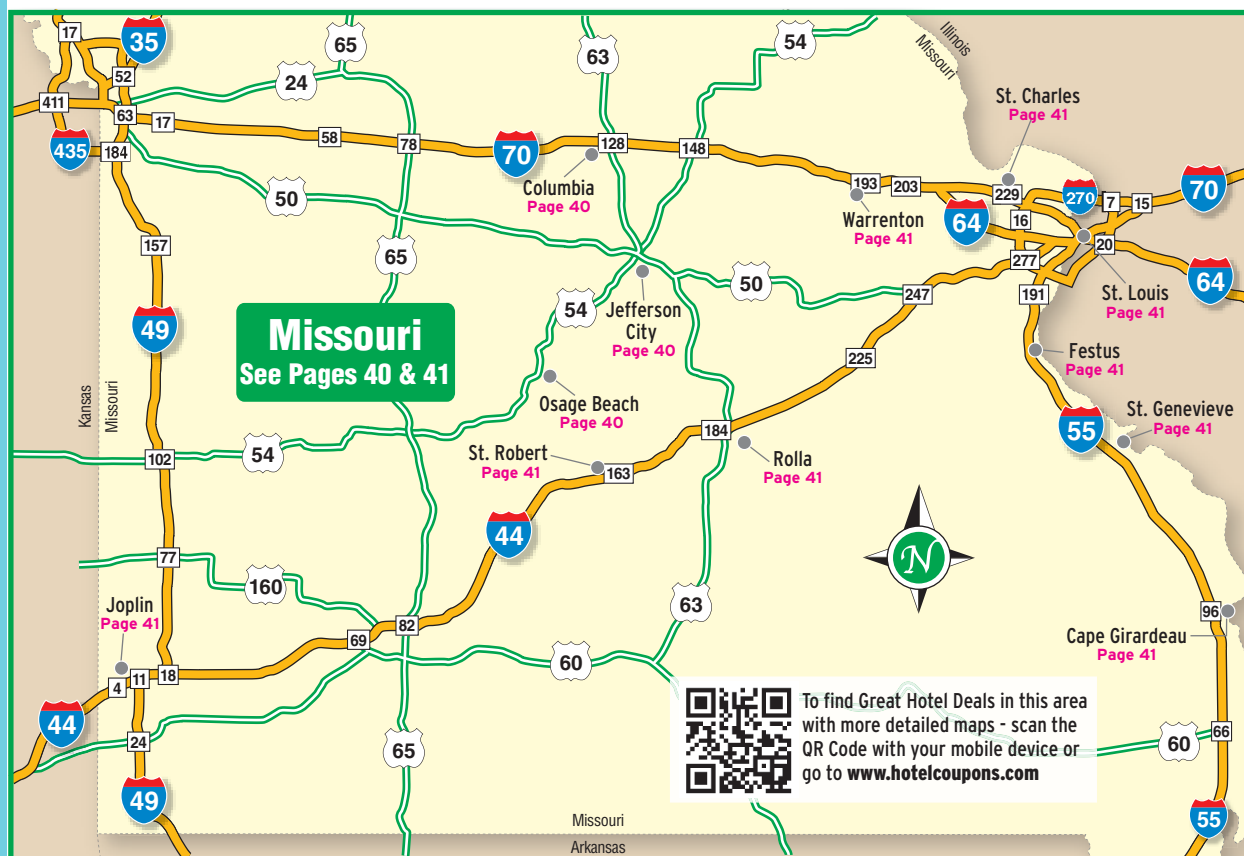 17
35
65
63
54
Illinois
Missouri
52
24
411
63
17
58
78
70
128
148
435
184
St. Charles
Page 41
Columbia
Page 40
50
193
203
229
270
7
15
70
Warrenton
Page 41
64
16
20
277
64
157
65
50
247
191
St. Louis
Page 41
54
Jefferson
City
Page 40
49
Missouri
See Pages 40 & 41
225
Festus
Page 41
Kansas
Missouri
Osage Beach
Page 40
St. Genevieve
Page 41
55
184
102
54
St. Robert
Page 41
163
Rolla
Page 41
44
N
77
160
63
Joplin
Page 41
96
82
69
Cape Girardeau
Page 41
60
4
11
18
44
24
65
To find Great Hotel Deals in this area
with more detailed maps - scan the
QR Code with your mobile device or
go to www.hotelcoupons.com
60
66
49
55
Missouri
Arkansas